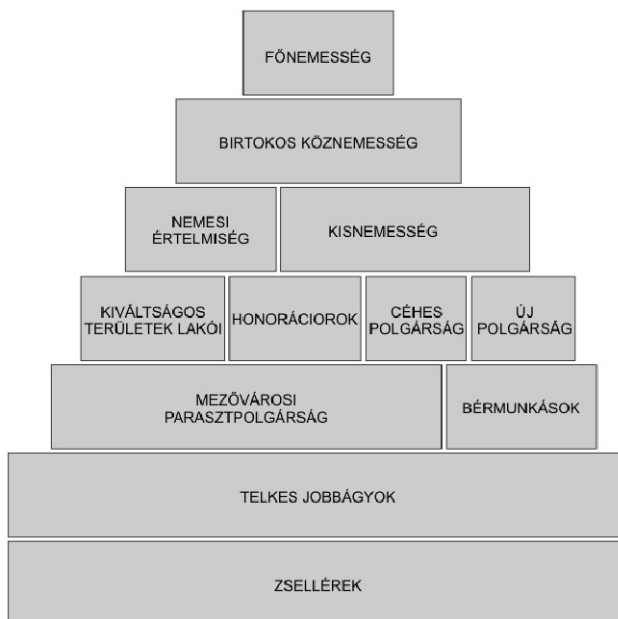 FŐNEMESSÉG
BIRTOKOS KÖZNEMESSÉG
NEMESI
ÉRTELMISÉG
KISNEMESSÉG
KIVÁLTSÁGOS
TERÜLETEK LAKÓI
HONORÁCIOROK
CÉHES
POLGÁRSÁG
ÚJ
POLGÁRSÁG
MEZŐVÁROSI
PARASZTPOLGÁRSÁG
BÉRMUNKÁSOK
TELKES JOBBÁGYOK
ZSELLÉREK